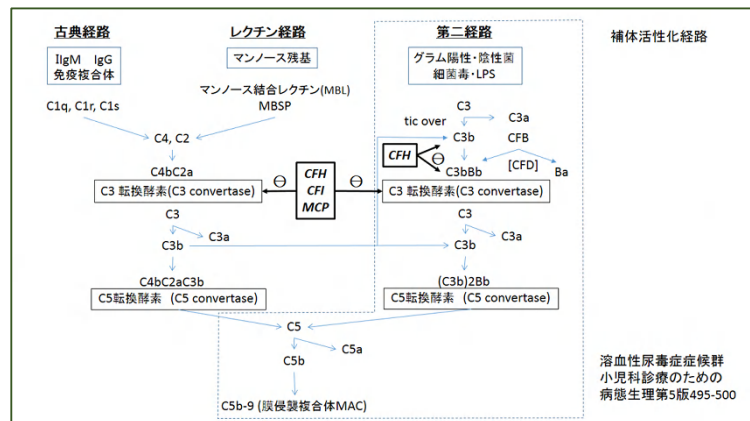 古典経路
IIgM IgG
免疫複合体
C1q, C1r, C1s
レクチン経路
マンノース残基
マンノース結合レクチン(MBL)
MBSP
C4, C2
C4bC2a
C3 転換酵素(C3 convertase)
C3
C3a
C3b
C4bC2aC3b
C5転換酵素 (C5 convertase)
CFH
CFI
MCP
第二経路
グラム陽性・陰性菌
細菌毒・LPS
C3
C3a
tic over
C3b
CFB
CFH
C3bBb
[CFD]
Ba
C3 転換酵素(C3 convertase)
C3
C3a
C3b
(C3b)2Bb
C5転換酵素 (C5 convertase)
C5
C5a
C5b
C5b-9 (膜侵襲複合体MAC)
補体活性化経路
溶血性尿毒症症候群
小児科診療のための
病態生理第5版495-500